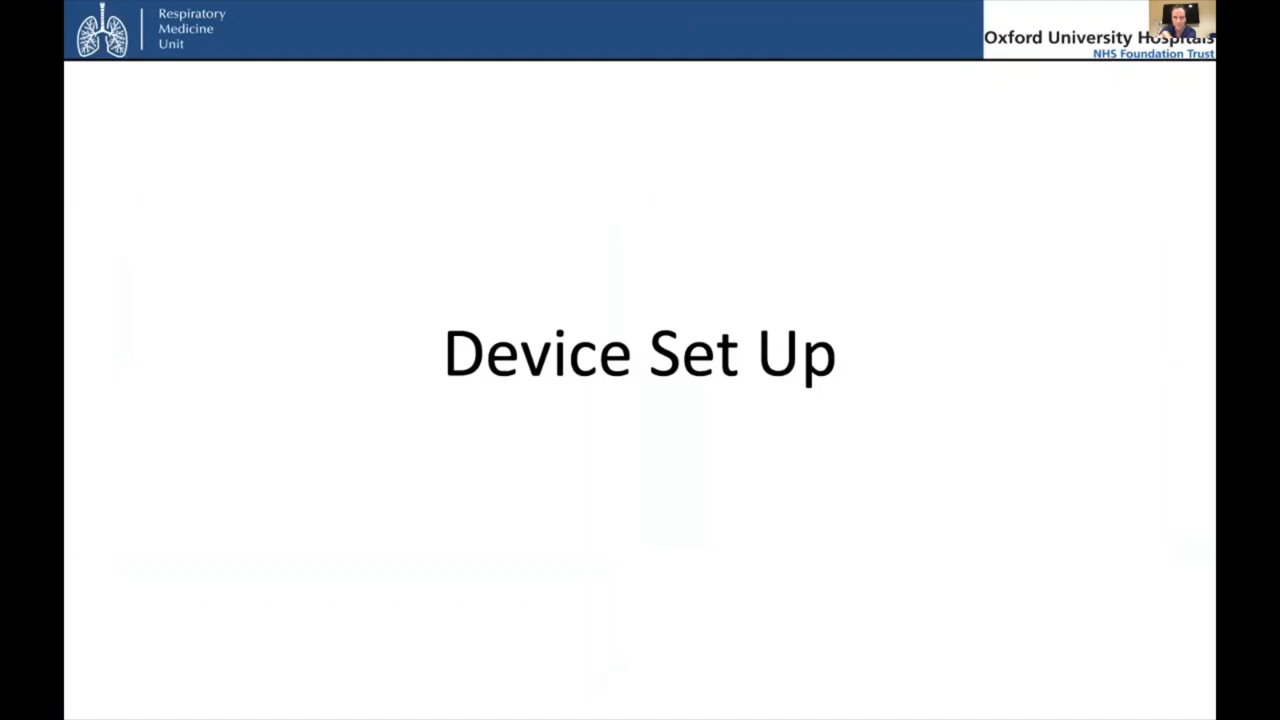 Respiratory
Medicine
Unit
Oxford University Hospitals
NHS Foundation Trust
Device Set Up